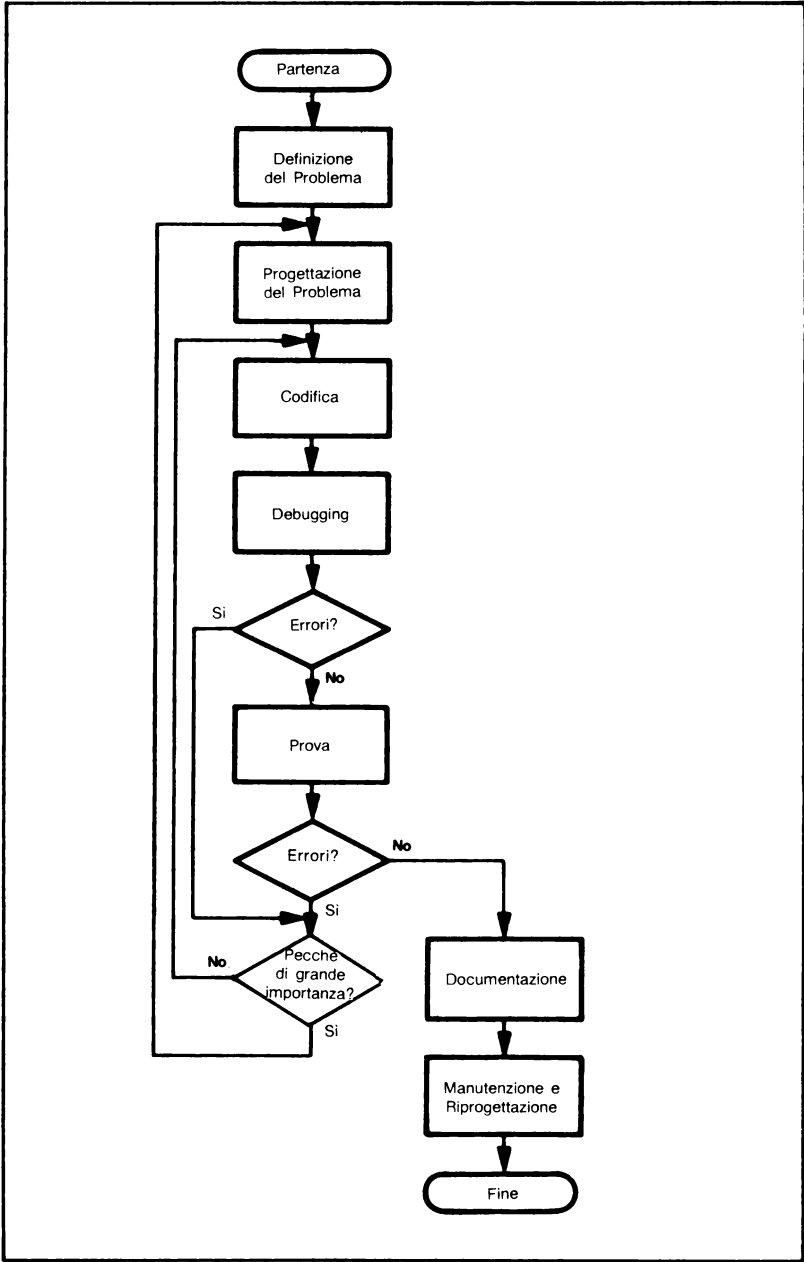 Partenza
Definizione
del Problema
Progettazione
del Problema
Codifica
Debugging
Si
Errori?
No
Prova
Errori?
No
Si
No
Pecche
di grande
importanza?
Si
Documentazione
Manutenzione e
Riprogettazione
Fine